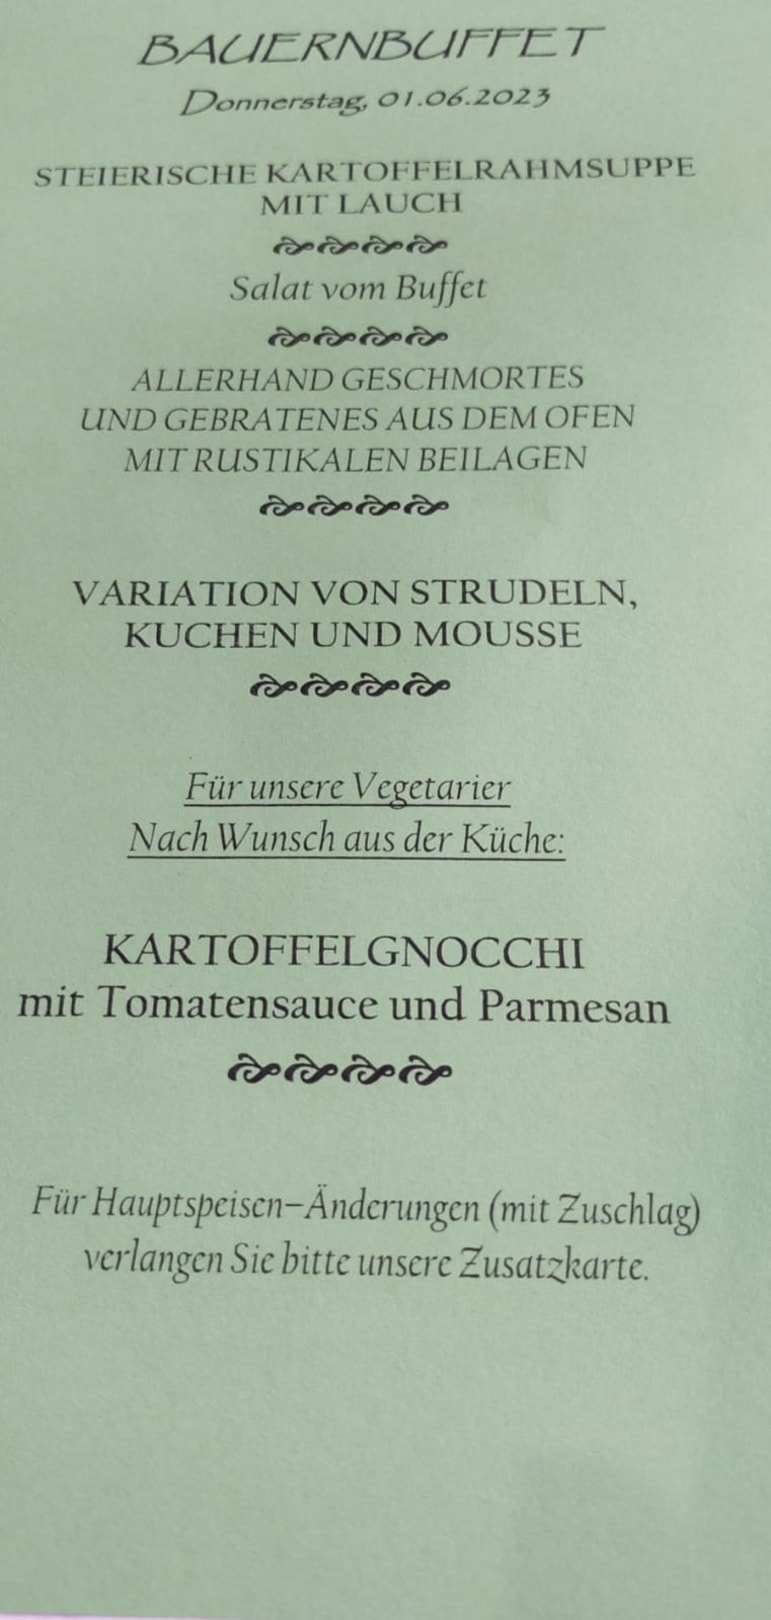 BAUERNBUFFET
Donnerstag, 01.06.2023
STEIERISCHE KARTOFFELRAHMSUPPE
MIT LAUCH
Salat vom Buffet
ALLERHAND GESCHMORTES
UND GEBRATENES AUS DEM OFEN
MIT RUSTIKALEN BEILAGEN
VARIATION VON STRUDELN,
KUCHEN UND MOUSSE
Für unsere Vegetarier
Nach Wunsch aus der Küche:
KARTOFFELGNOCCHI
mit Tomatensauce und Parmesan
Für Hauptspeisen–Änderungen (mit Zuschlag)
verlangen Sie bitte unsere Zusatzkarte.